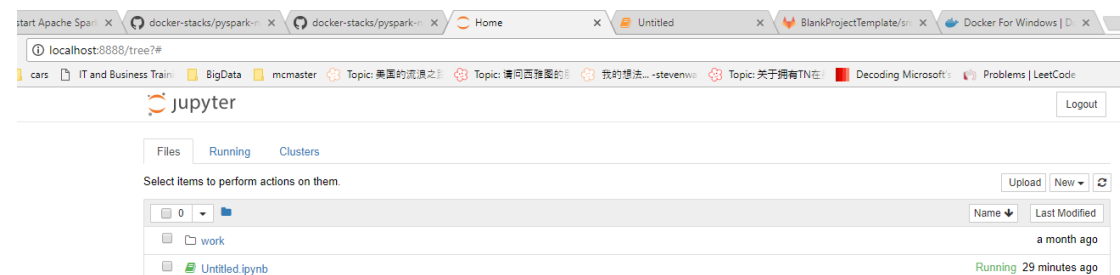 start Apache Spar docker-stacks/pyspark-n docker-stacks/pyspark-n Home Untitled BlankProjectTemplate/sr Docker For Windows | D
localhost:8888/tree?#
cars IT and Business Train BigData mcmaster Topic: 美国的流浪之 Topic: 请问西雅图的 我的想法... -stevenwa Topic: 关于拥有TN在 Decoding Microsoft's Problems | LeetCode
jupyter Logout
Files Running Clusters
Select items to perform actions on them. Upload New
0 Name Last Modified
work a month ago
Untitled.ipynb Running 29 minutes ago